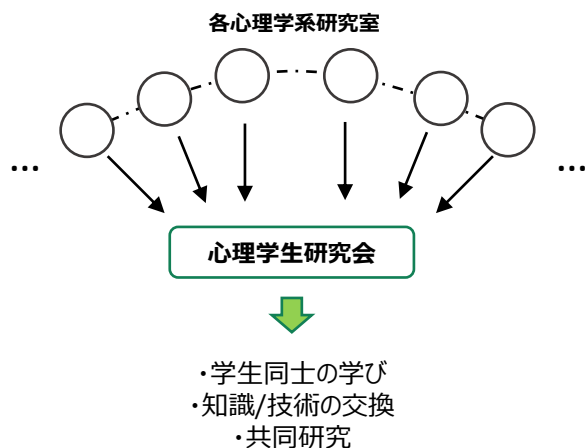 各心理学系研究室
… …
心理学生研究会
・学生同士の学び
・知識/技術の交換
・共同研究